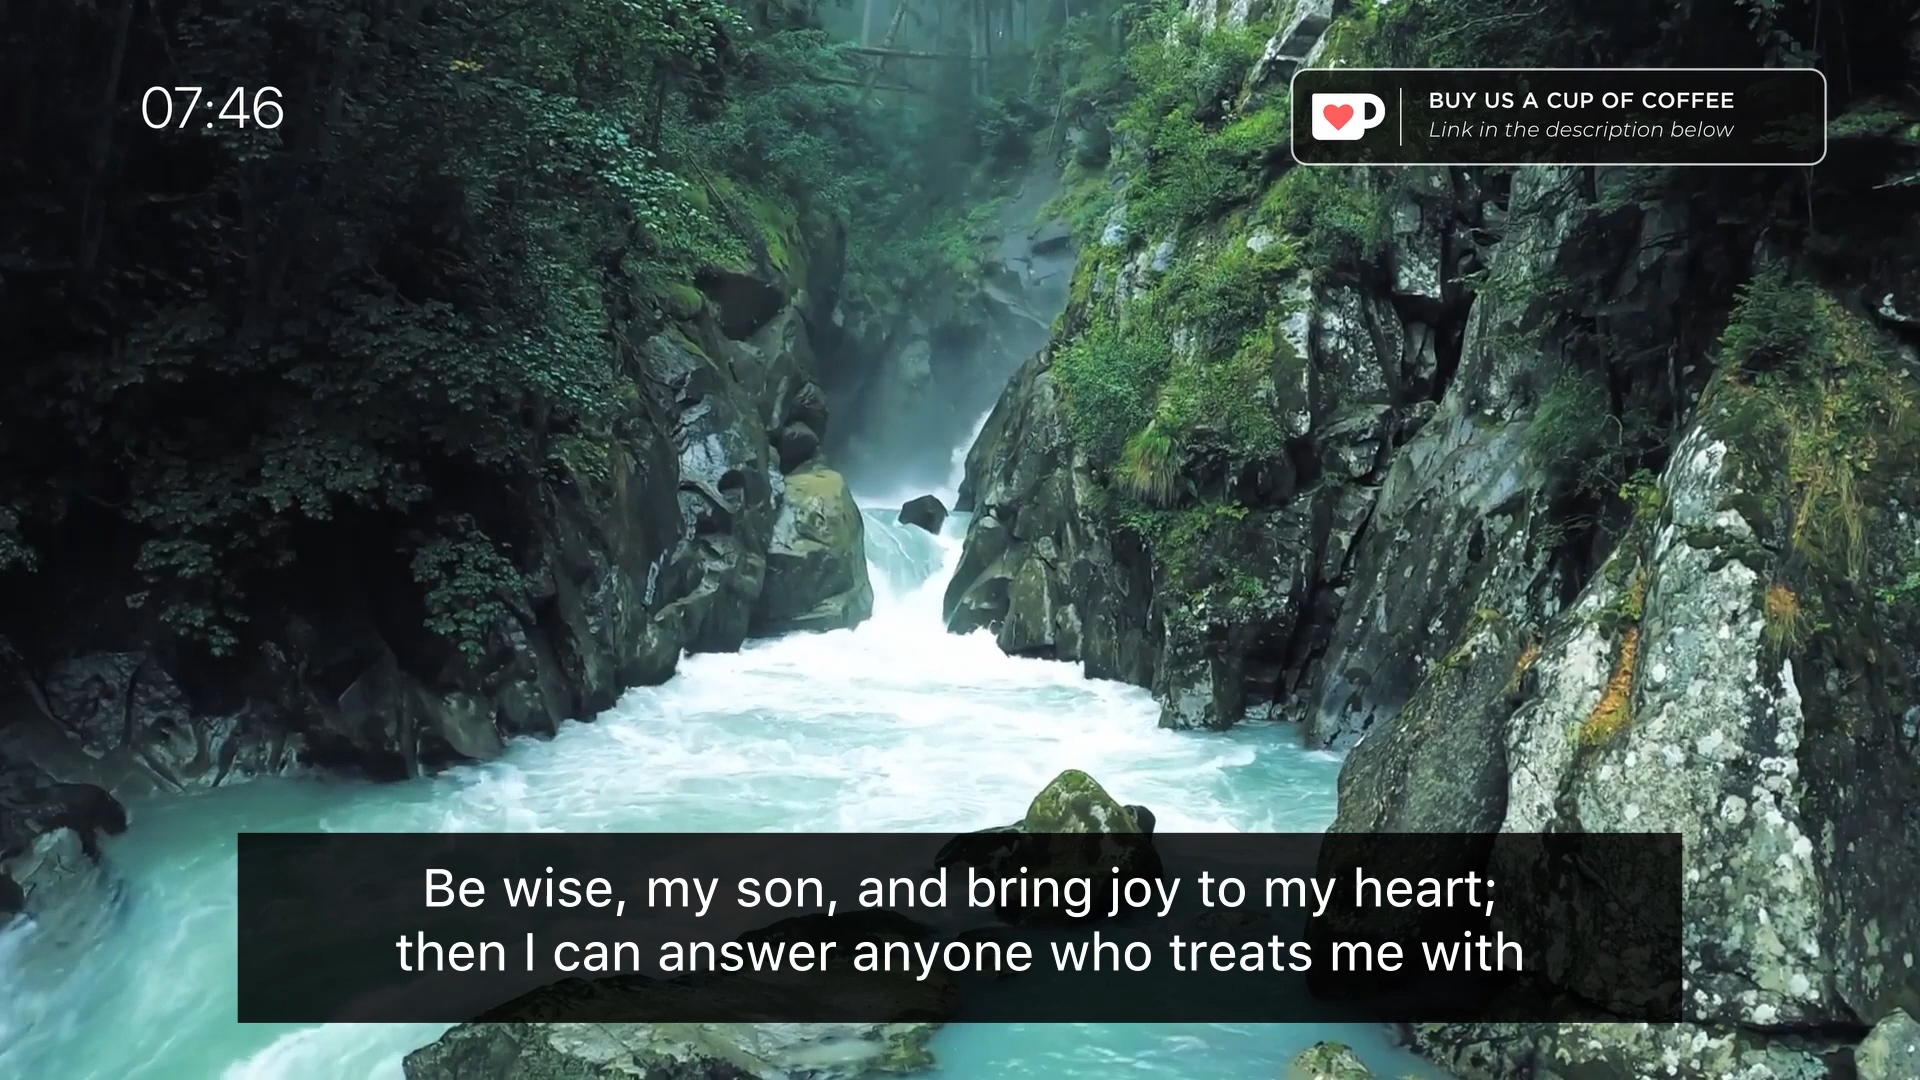 07:46
BUY US A CUP OF COFFEE
Link in the description below
Be wise, my son, and bring joy to my heart;
then I can answer anyone who treats me with